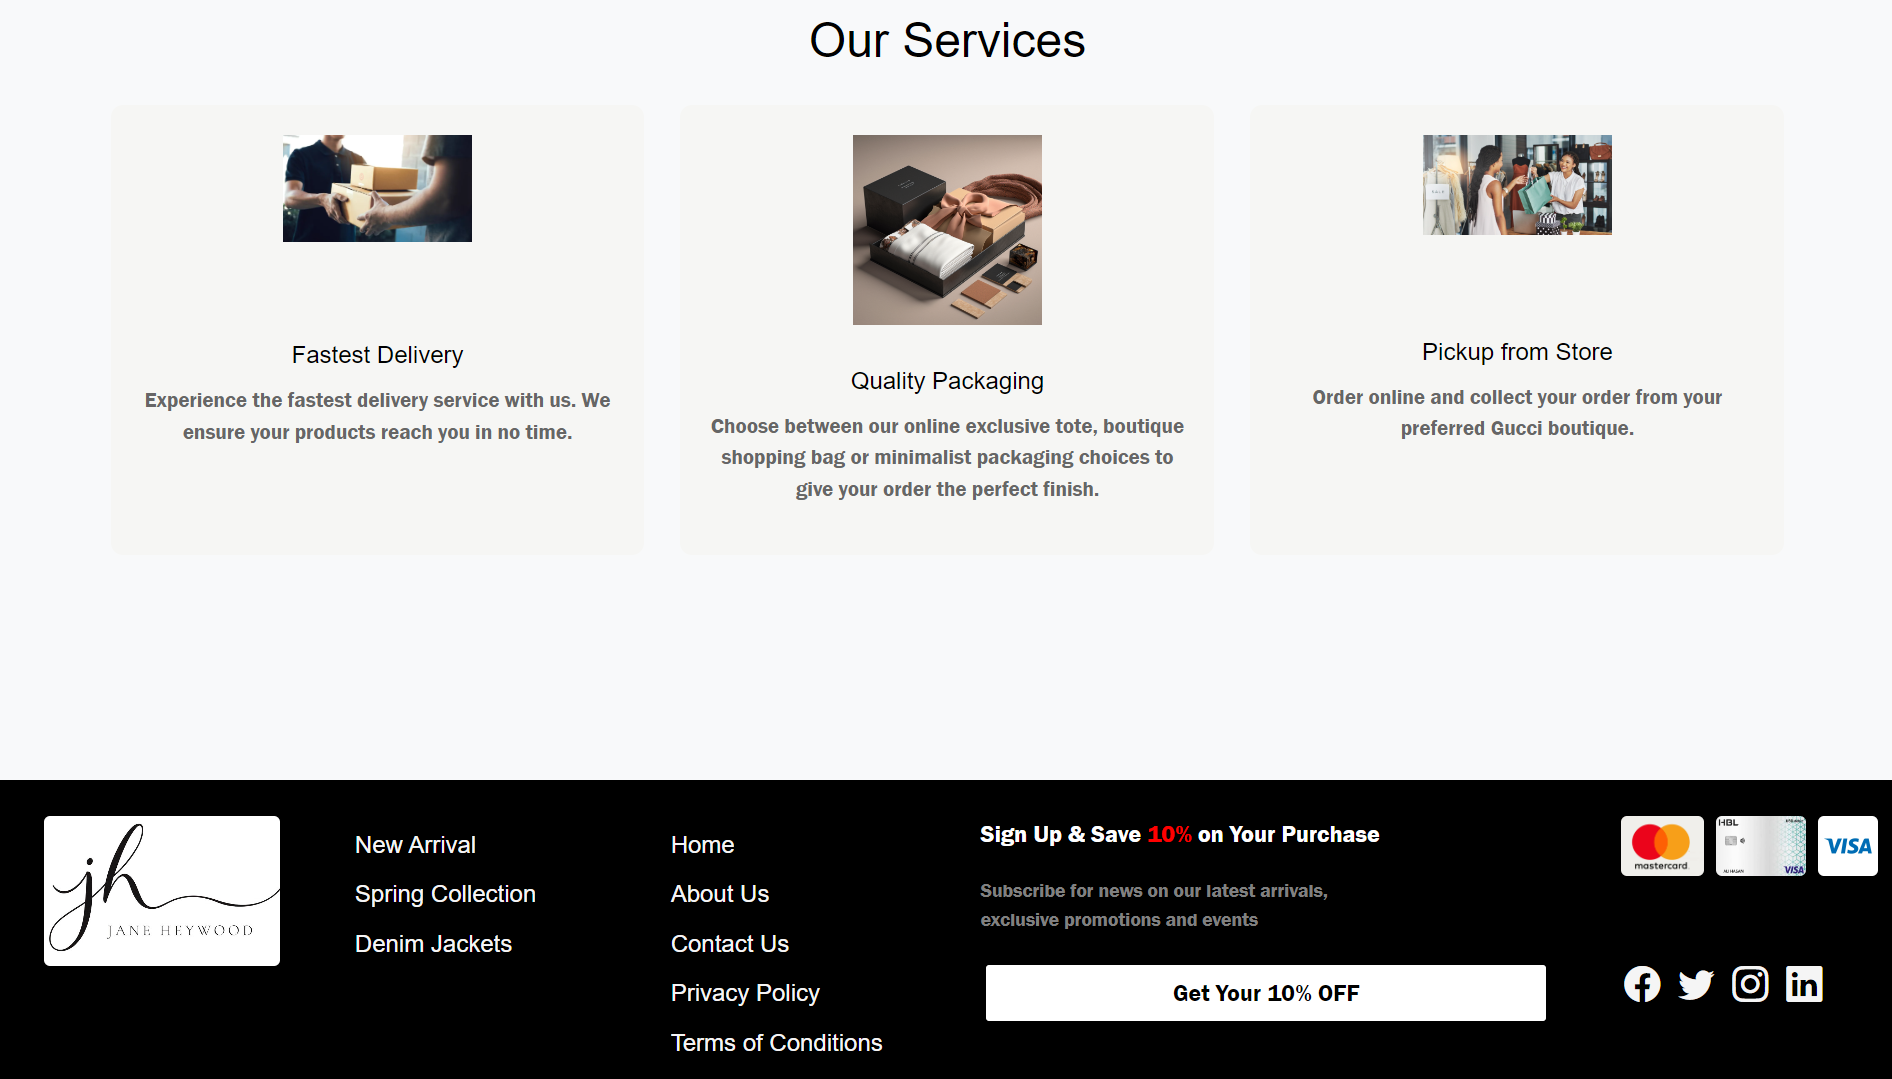 Our Services
Fastest Delivery
Experience the fastest delivery service with us. We
ensure your products reach you in no time.
Quality Packaging
Choose between our online exclusive tote, boutique
shopping bag or minimalist packaging choices to
give your order the perfect finish.
Pickup from Store
Order online and collect your order from your
preferred Gucci boutique.
jh
JANE HEYWOOD
New Arrival
Spring Collection
Denim Jackets
Home
About Us
Contact Us
Privacy Policy
Terms of Conditions
Sign Up & Save 10% on Your Purchase
Subscribe for news on our latest arrivals,
exclusive promotions and events
Get Your 10% OFF
mastercard
HBL
ALI HASAN
VISA
VISA